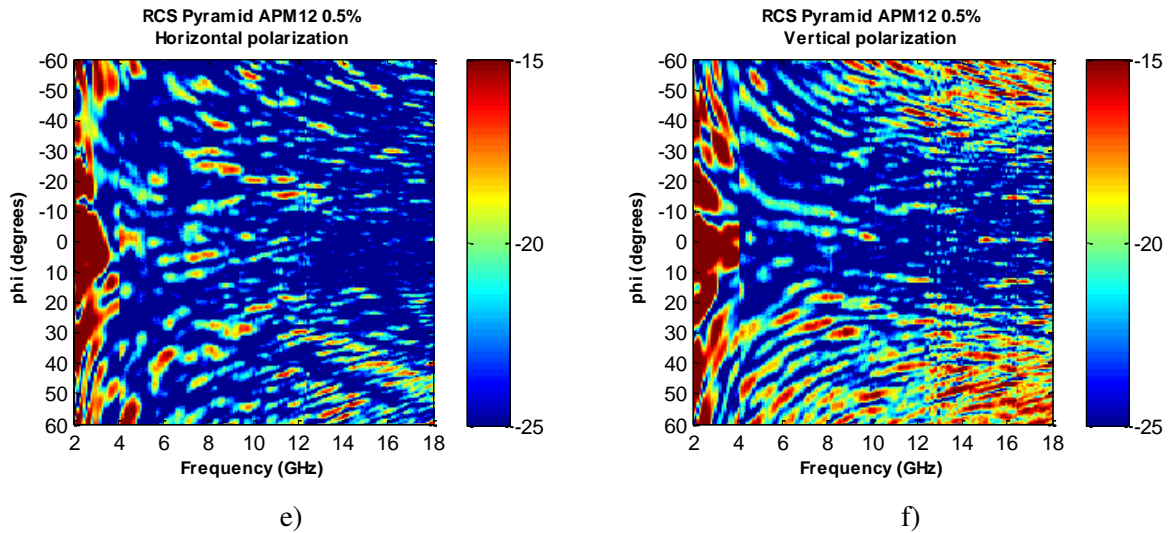 RCS Pyramid APM12 0.5%
Horizontal polarization
-60
-50
-40
-30
-20
-10
0
10
20
30
40
50
60
phi (degrees)
2 4 6 8 10 12 14 16 18
Frequency (GHz)
-15
-20
-25
e)
RCS Pyramid APM12 0.5%
Vertical polarization
-60
-50
-40
-30
-20
-10
0
10
20
30
40
50
60
phi (degrees)
2 4 6 8 10 12 14 16 18
Frequency (GHz)
-15
-20
-25
f)